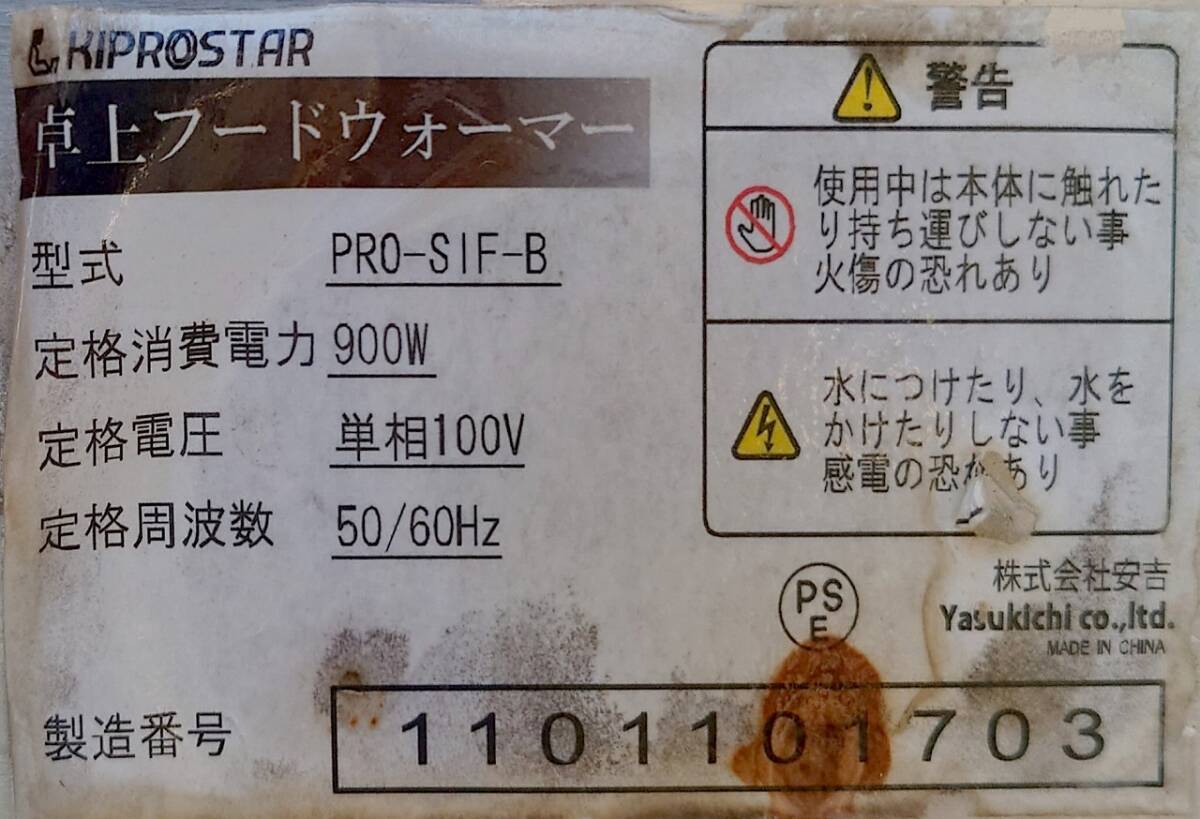 KIPROSTAR
卓上フードウォーマー
型式 PRO-SIF-B
定格消費電力 900W
定格電圧 単相100V
定格周波数 50/60Hz
警告
使用中は本体に触れた
り持ち運びしない事
火傷の恐れあり
水につけたり、水を
かけたりしない事
感電の恐れあり
PS
E
株式会社安吉
Yasukichi co.,ltd.
MADE IN CHINA
製造番号 1101101703